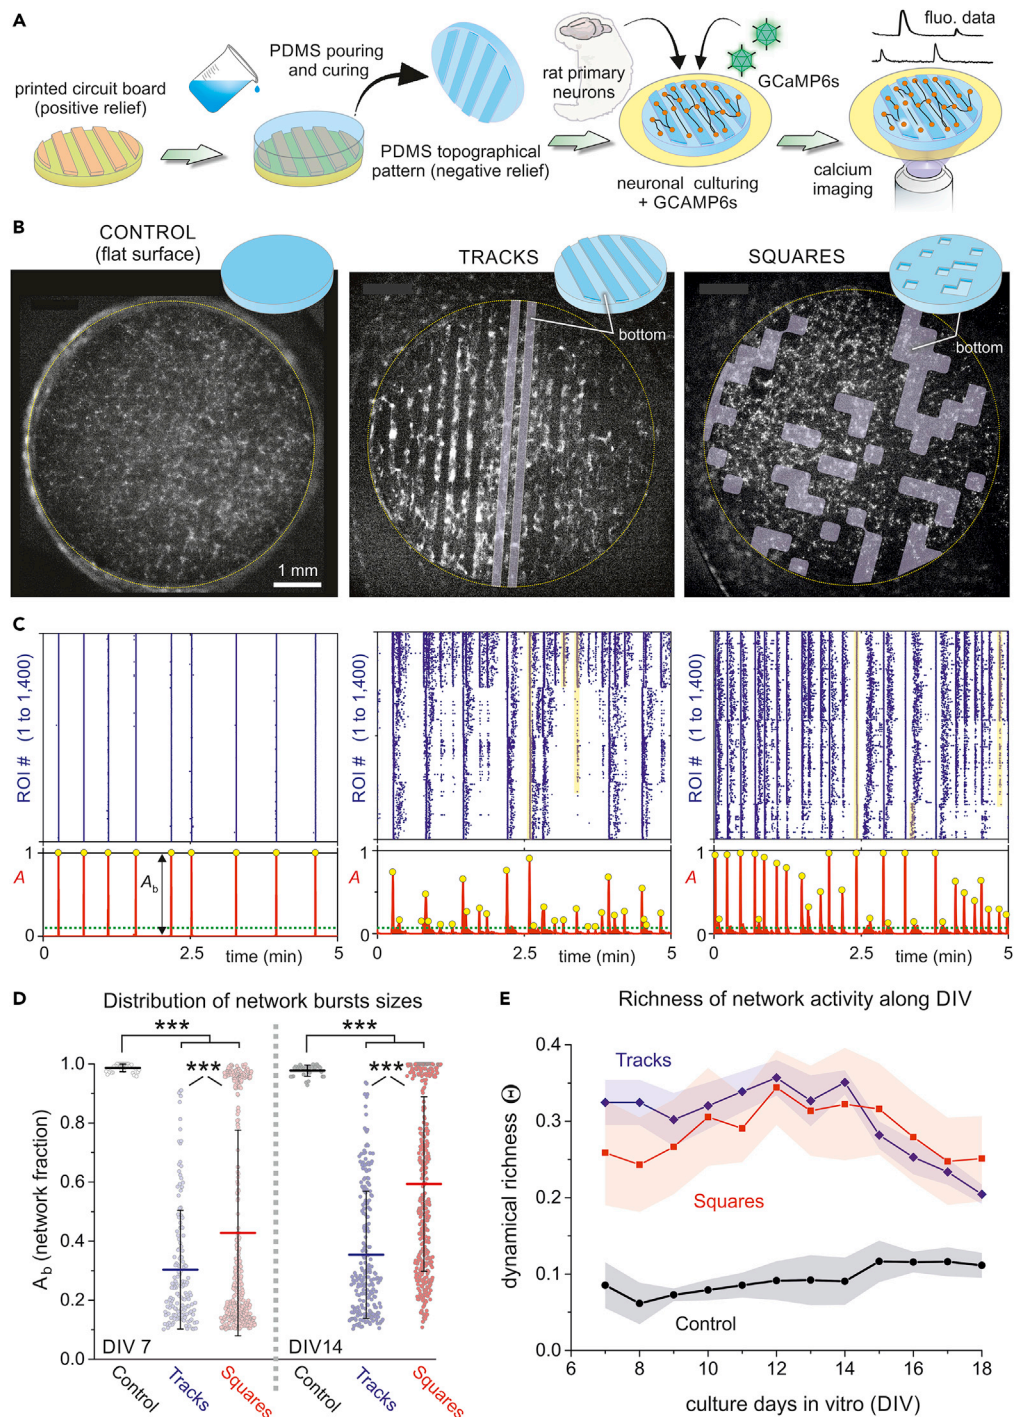 A
printed circuit board
(positive relief)
PDMS pouring
and curing
PDMS topographical
pattern (negative relief)
rat primary
neurons
GCaMP6s
neuronal culturing
+ GCAMP6s
fluo. data
calcium
imaging
B
CONTROL
(flat surface)
TRACKS
SQUARES
bottom
bottom
1 mm
C
ROI # (1 to 1,400)
ROI # (1 to 1,400)
ROI # (1 to 1,400)
1
A
0
A_b
0
2.5
time (min)
5
1
A
0
0
2.5
time (min)
5
1
A
0
0
2.5
time (min)
5
D
Distribution of network bursts sizes
***
***
***
***
A_b (network fraction)
1.0
0.8
0.6
0.4
0.2
0.0
DIV 7
DIV14
Control
Tracks
Squares
Control
Tracks
Squares
E
Richness of network activity along DIV
dynamical richness Θ
0.4
0.3
0.2
0.1
0.0
Tracks
Squares
Control
6
8
10
12
14
16
18
culture days in vitro (DIV)